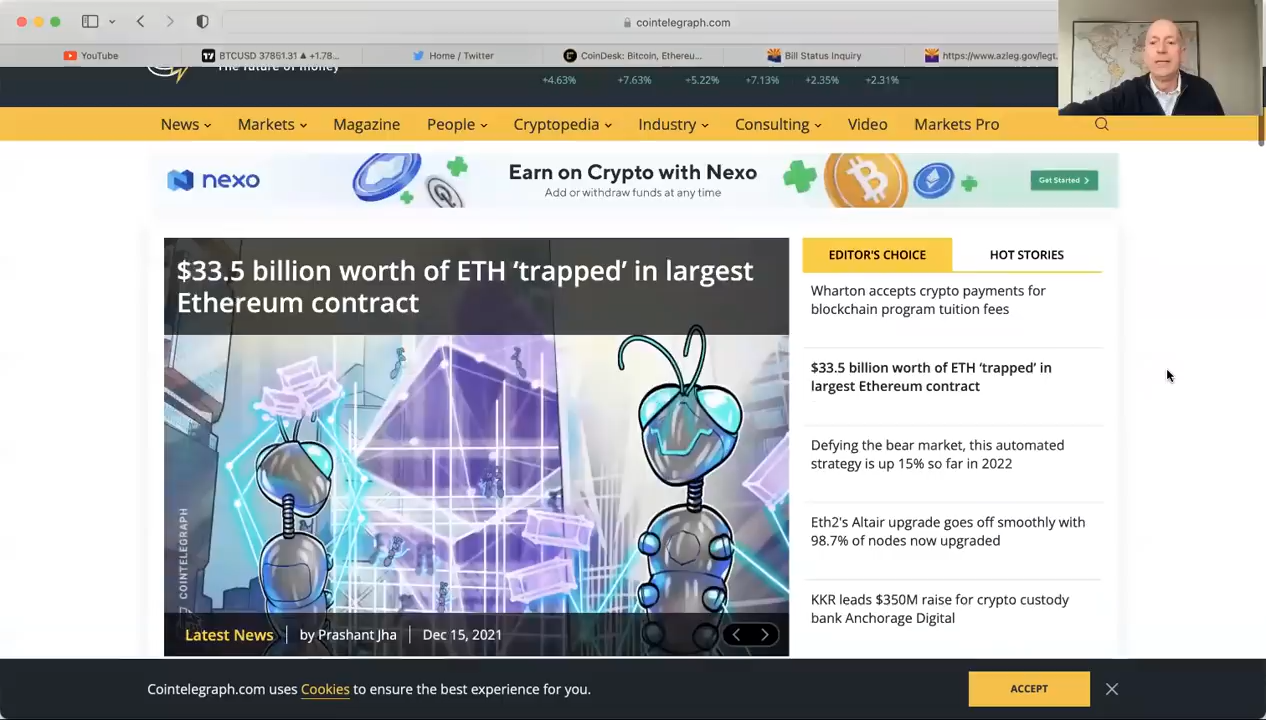 cointelegraph.com
YouTube
BTCUSD 37851.31 ▲ +1.78...
Home / Twitter
CoinDesk: Bitcoin, Ethereu...
Bill Status Inquiry
https://www.azleg.gov/legt
The future of money
+4.63% +7.63% +5.22% +7.13% +2.35% +2.31%
News Markets Magazine People Cryptopedia Industry Consulting Video Markets Pro
nexo
Earn on Crypto with Nexo
Add or withdraw funds at any time
Get Started
$33.5 billion worth of ETH ‘trapped’ in largest
Ethereum contract
COINTELEGRAPH
Latest News by Prashant Jha Dec 15, 2021
EDITOR'S CHOICE HOT STORIES
Wharton accepts crypto payments for
blockchain program tuition fees
$33.5 billion worth of ETH ‘trapped’ in
largest Ethereum contract
Defying the bear market, this automated
strategy is up 15% so far in 2022
Eth2's Altair upgrade goes off smoothly with
98.7% of nodes now upgraded
KKR leads $350M raise for crypto custody
bank Anchorage Digital
Cointelegraph.com uses Cookies to ensure the best experience for you.
ACCEPT